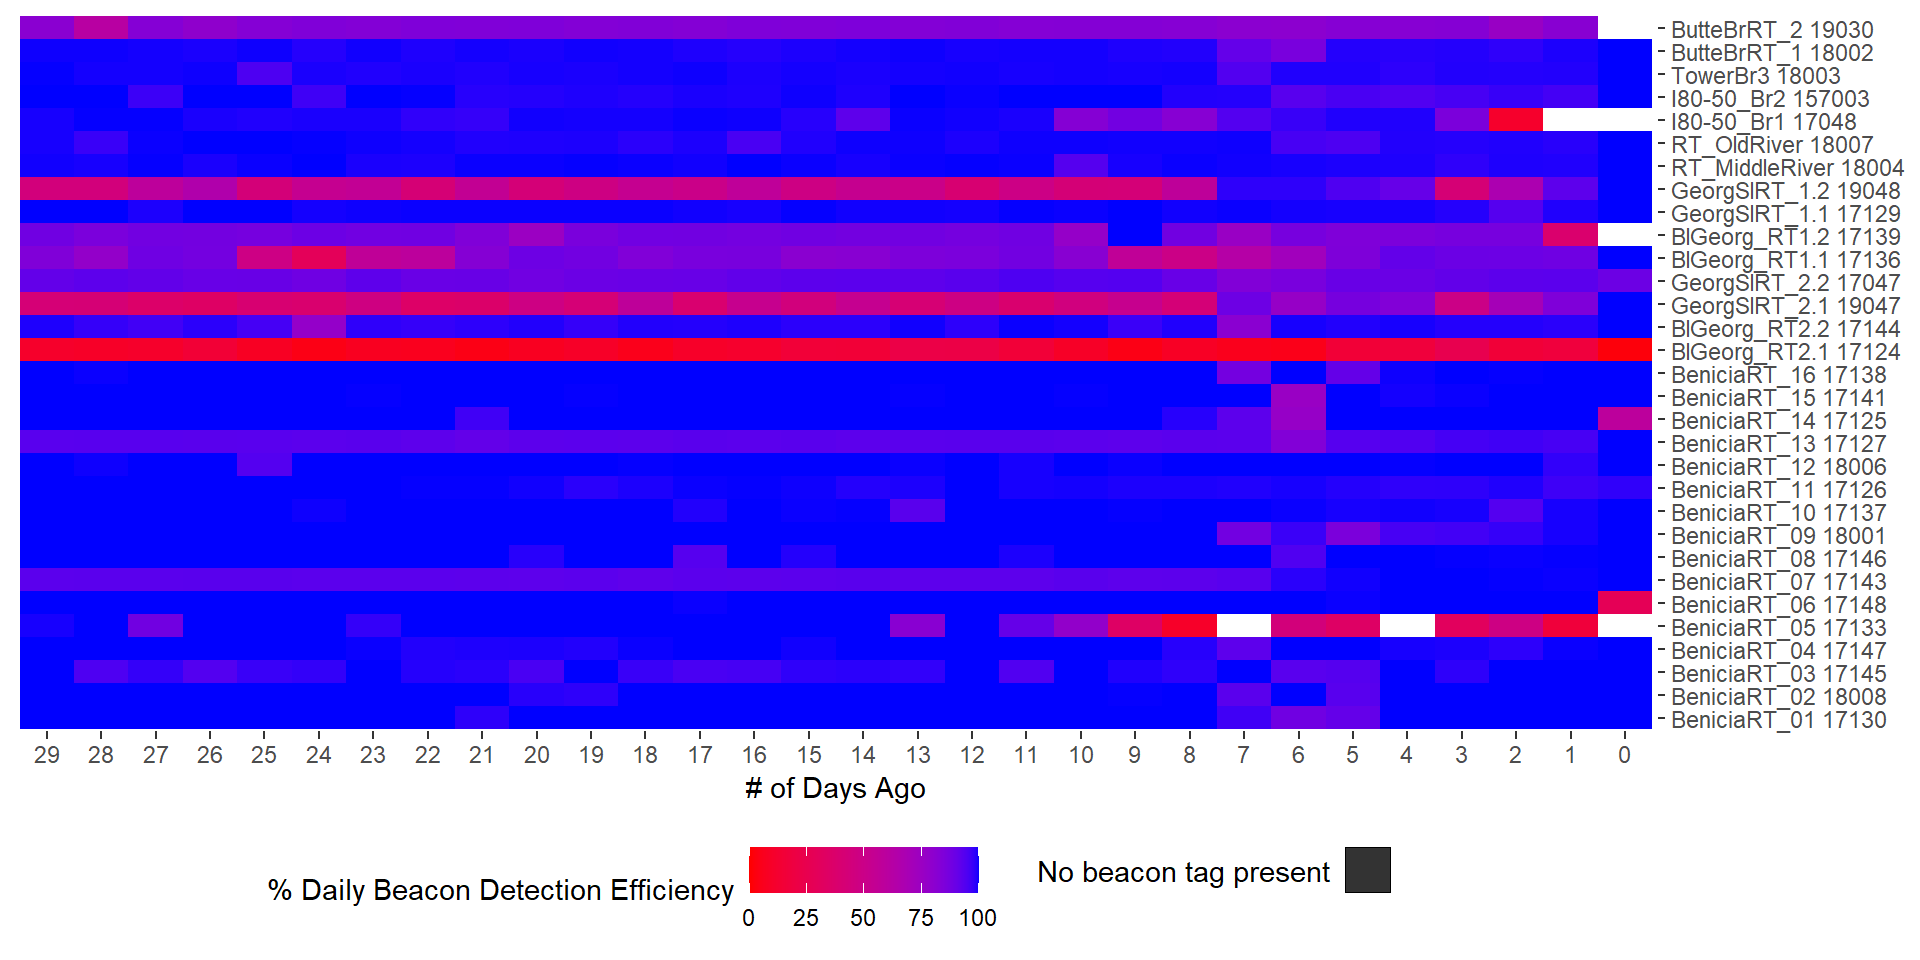 ButteBrRT_2 19030
ButteBrRT_1 18002
TowerBr3 18003
I80-50_Br2 157003
I80-50_Br1 17048
RT_OldRiver 18007
RT_MiddleRiver 18004
GeorgSlRT_1.2 19048
GeorgSlRT_1.1 17129
BlGeorg_RT1.2 17139
BlGeorg_RT1.1 17136
GeorgSlRT_2.2 17047
GeorgSlRT_2.1 19047
BlGeorg_RT2.2 17144
BlGeorg_RT2.1 17124
BeniciaRT_16 17138
BeniciaRT_15 17141
BeniciaRT_14 17125
BeniciaRT_13 17127
BeniciaRT_12 18006
BeniciaRT_11 17126
BeniciaRT_10 17137
BeniciaRT_09 18001
BeniciaRT_08 17146
BeniciaRT_07 17143
BeniciaRT_06 17148
BeniciaRT_05 17133
BeniciaRT_04 17147
BeniciaRT_03 17145
BeniciaRT_02 18008
BeniciaRT_01 17130
29 28 27 26 25 24 23 22 21 20 19 18 17 16 15 14 13 12 11 10 9 8 7 6 5 4 3 2 1 0
# of Days Ago
% Daily Beacon Detection Efficiency
0 25 50 75 100
No beacon tag present